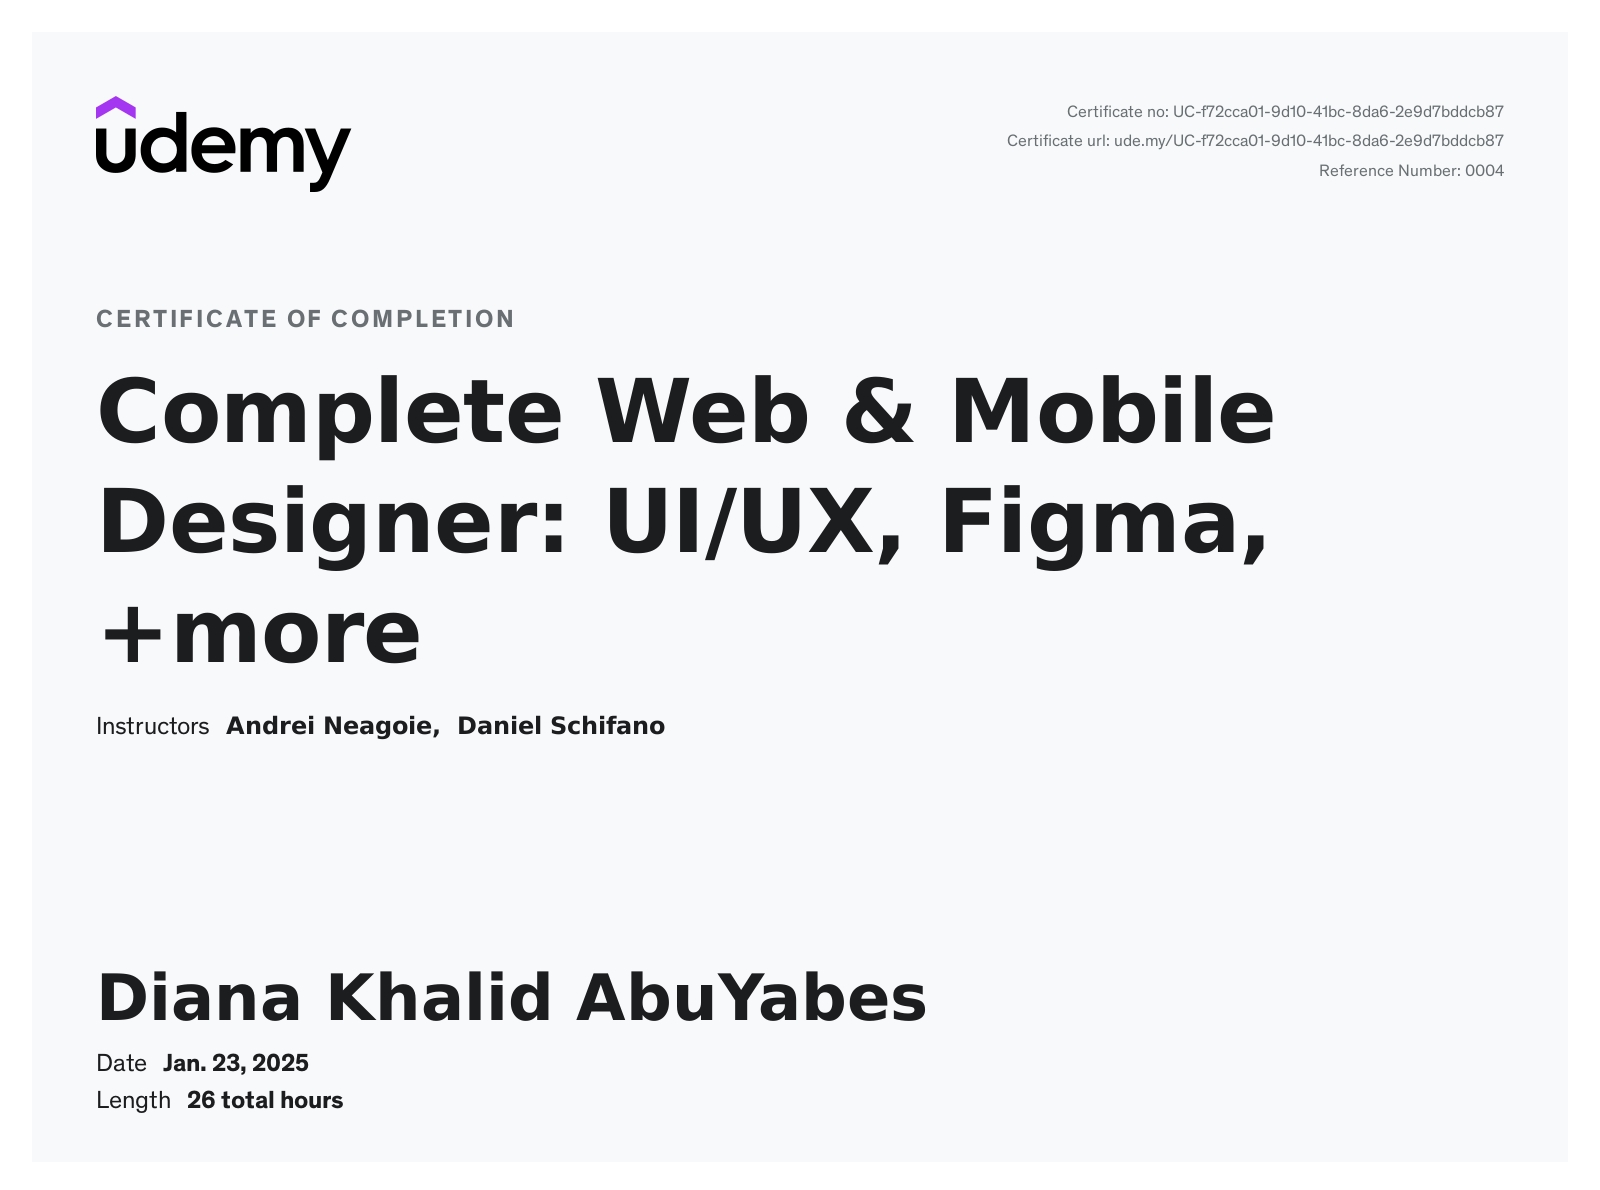 udemy
Certificate no: UC-f72cca01-9d10-41bc-8da6-2e9d7bddcb87
Certificate url: ude.my/UC-f72cca01-9d10-41bc-8da6-2e9d7bddcb87
Reference Number: 0004
CERTIFICATE OF COMPLETION
Complete Web & Mobile
Designer: UI/UX, Figma,
+more
Instructors Andrei Neagoie, Daniel Schifano
Diana Khalid AbuYabes
Date Jan. 23, 2025
Length 26 total hours